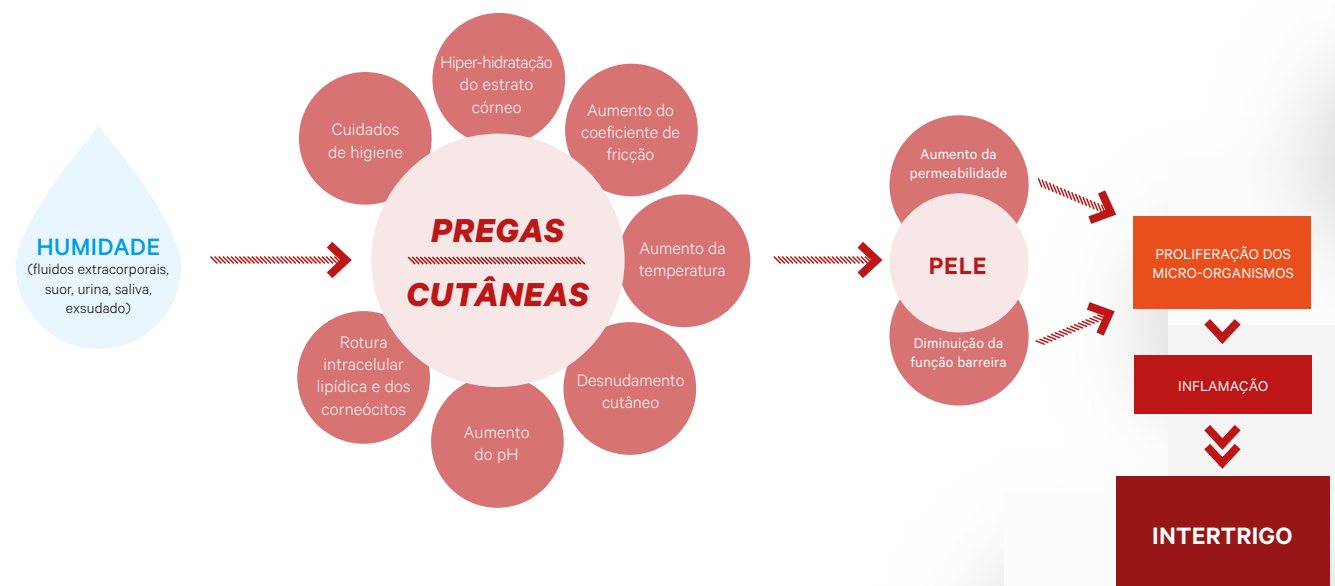 HUMIDADE
(fluidos extracorporais,
suor, urina, saliva,
exsudado)
PREGAS
CUTÂNEAS
Cuidados
de higiene
Hiper-hidratação
do estrato
córneo
Aumento do
coeficiente de
fricção
Aumento da
temperatura
Desnudamento
cutâneo
Aumento
do pH
Rotura
intracelular
lipídica e dos
corneócitos
Aumento da
permeabilidade
PELE
Diminuição da
função barreira
PROLIFERAÇÃO DOS
MICRO-ORGANISMOS
INFLAMAÇÃO
INTERTRIGO